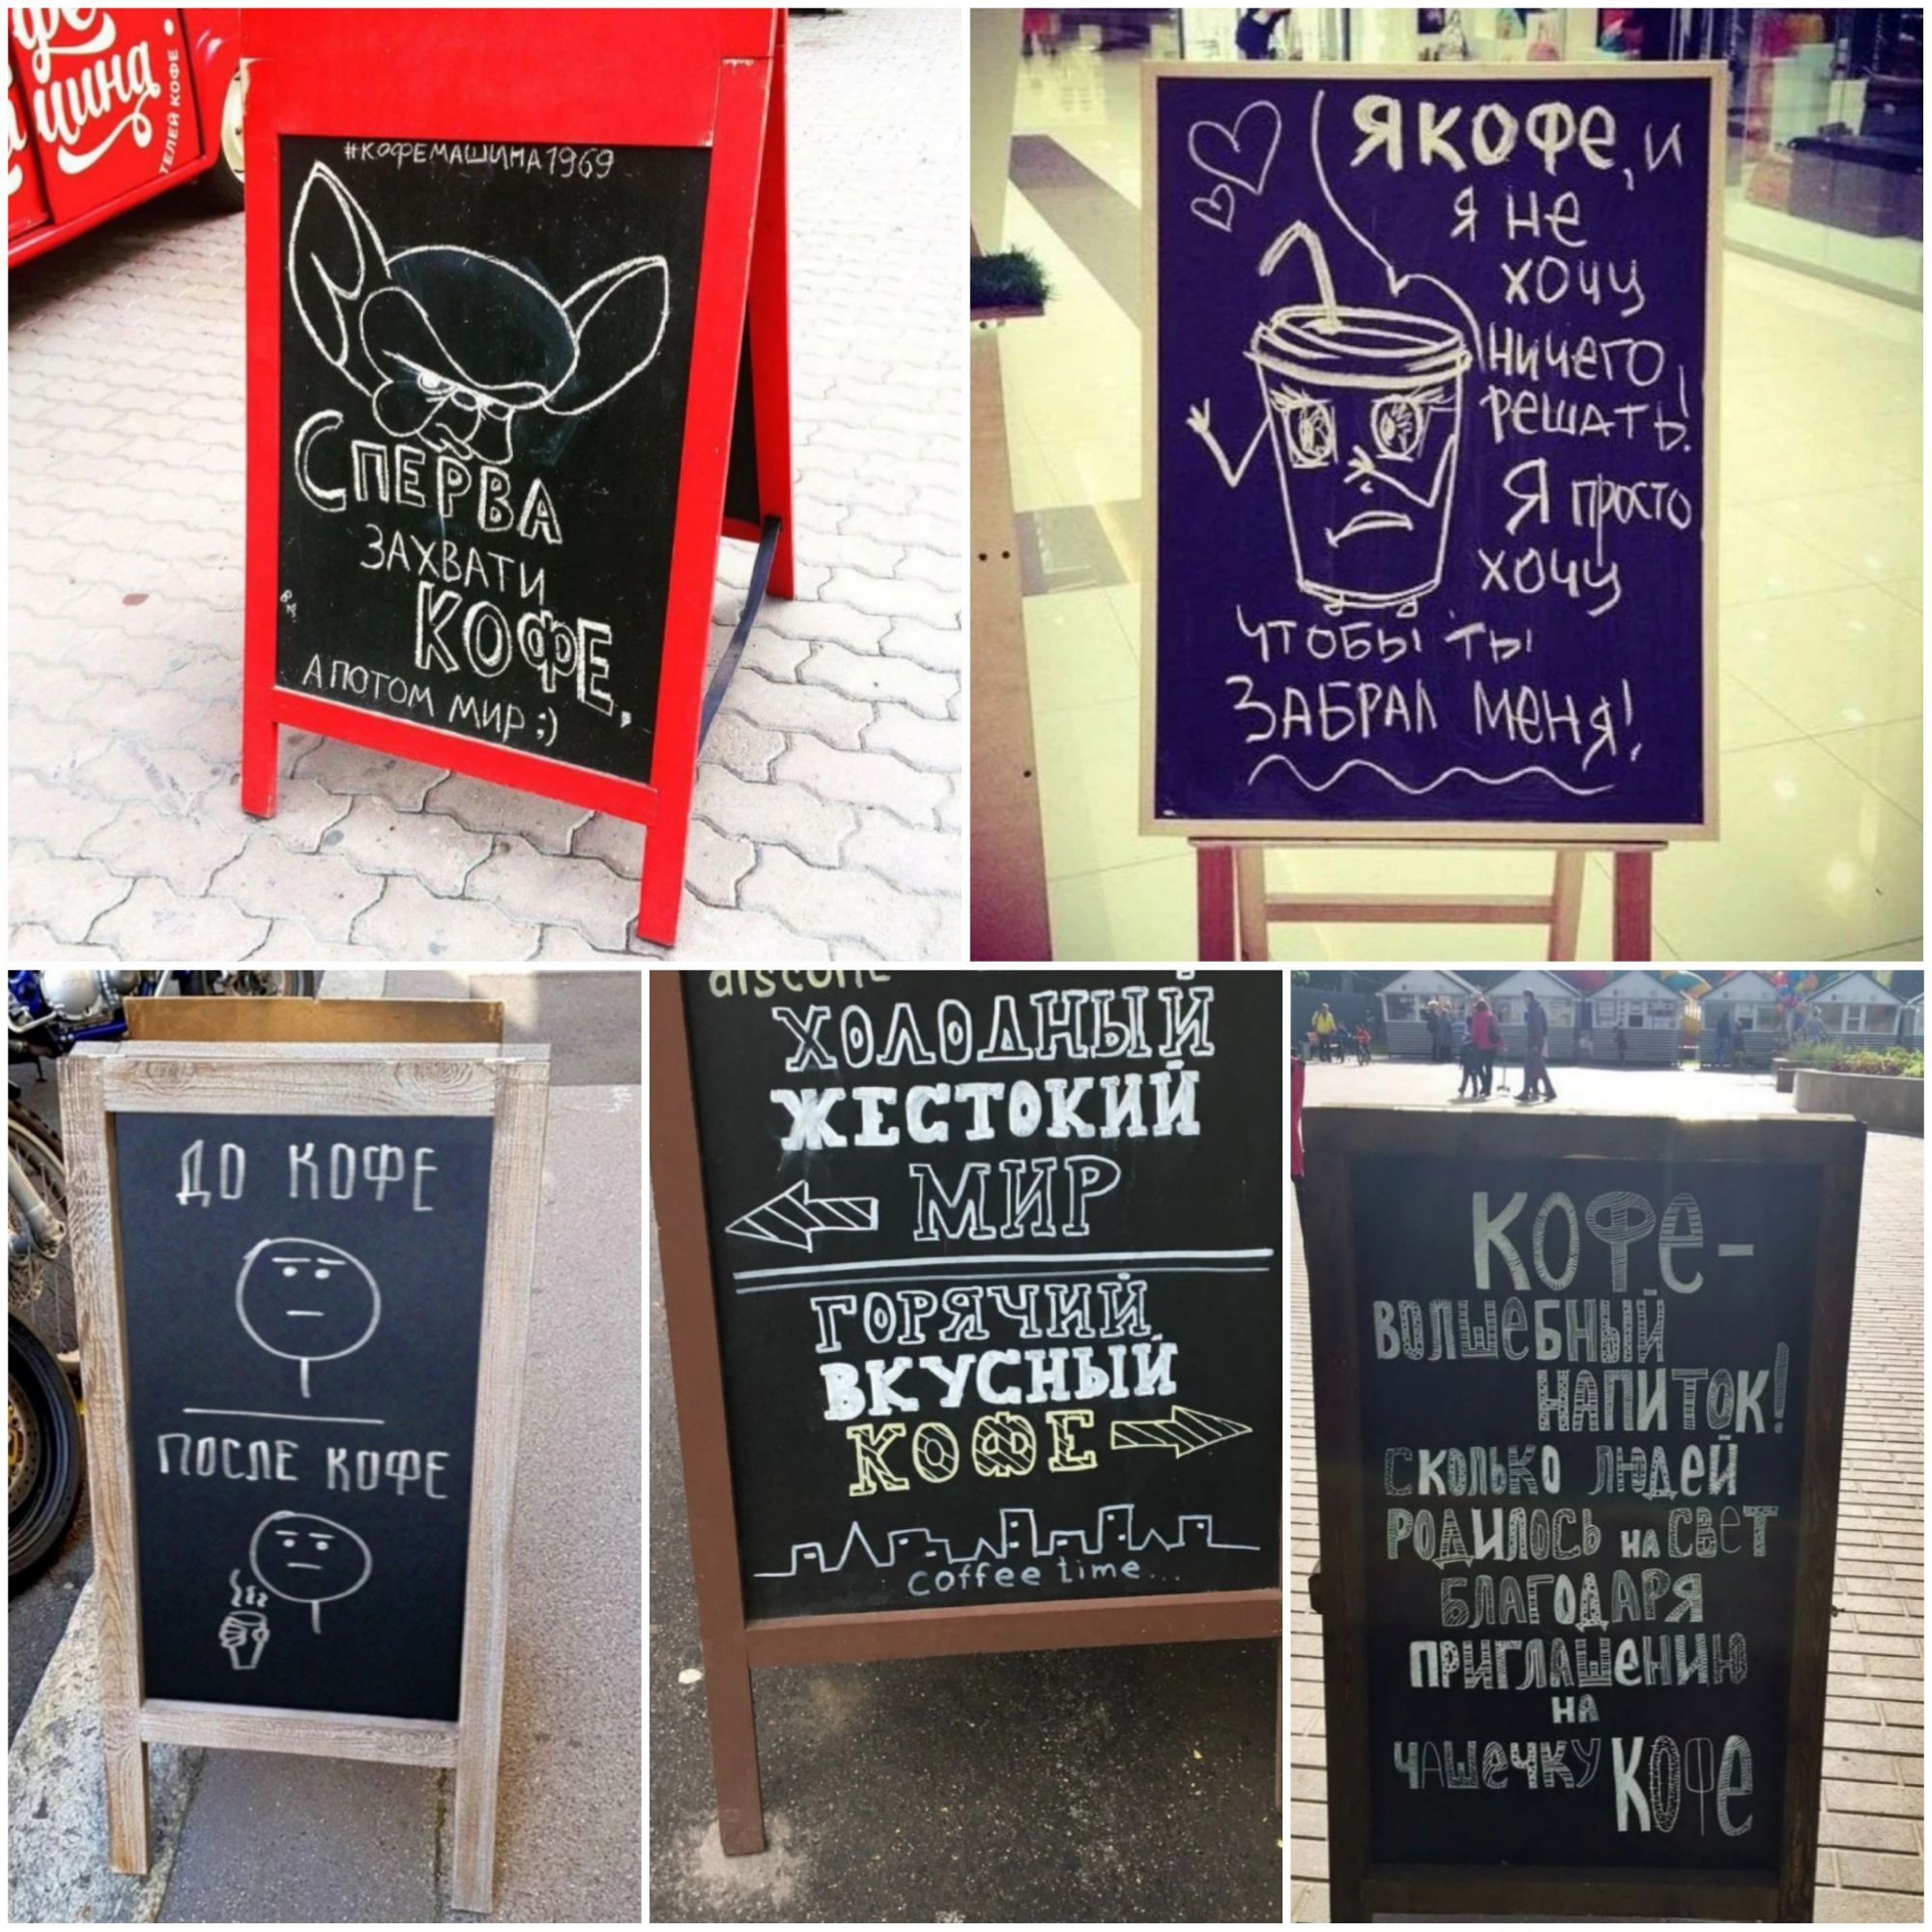 ТЕЛЕЙ КОФЕ
#КОФЕМАШИНА1969
СПЕРВА
ЗАХВАТИ
КОФЕ,
А ПОТОМ МИР ;)
Я КОФЕ, И
Я НЕ
ХОЧУ
НИЧЕГО
РЕШАТЬ!
Я ПРОСТО
ХОЧУ
ЧТОБЫ ТЫ
ЗАБРАЛ МЕНЯ!
ДО КОФЕ
ПОСЛЕ КОФЕ
ХОЛОДНЫЙ
ЖЕСТОКИЙ
МИР
ГОРЯЧИЙ
ВКУСНЫЙ
КОФЕ
coffee time...
КОФЕ-
ВОЛШЕБНЫЙ
НАПИТОК!
СКОЛЬКО ЛЮДЕЙ
РОДИЛОСЬ НА СВЕТ
БЛАГОДАРЯ
ПРИГЛАШЕНИЮ
НА
ЧАШЕЧКУ КОФЕ